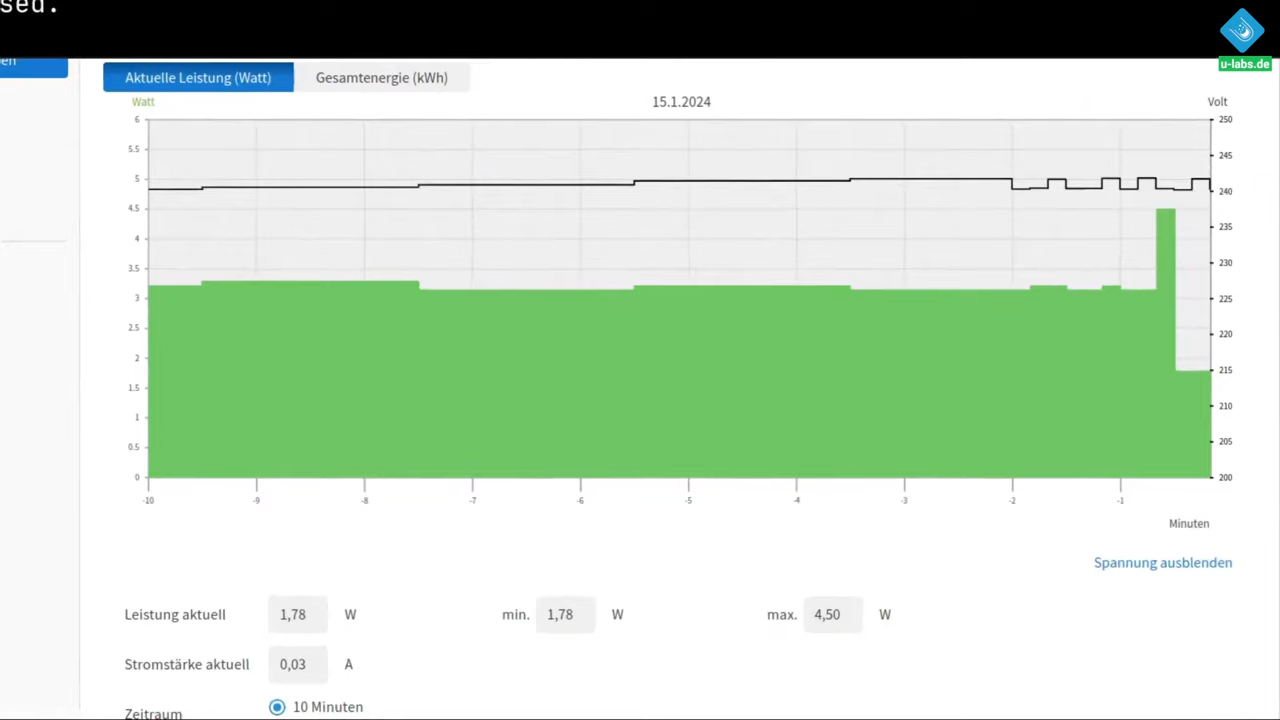 sed.
en
u-labs.de
Aktuelle Leistung (Watt) Gesamtenergie (kWh)
Watt 15.1.2024 Volt
6 250
5.5 245
5 240
4.5 235
4 230
3.5 225
3 220
2.5 215
2 210
1.5 205
1 200
0.5
0
-10 -9 -8 -7 -6 -5 -4 -3 -2 -1
Minuten
Spannung ausblenden
Leistung aktuell 1,78 W min. 1,78 W max. 4,50 W
Stromstärke aktuell 0,03 A
Zeitraum 10 Minuten